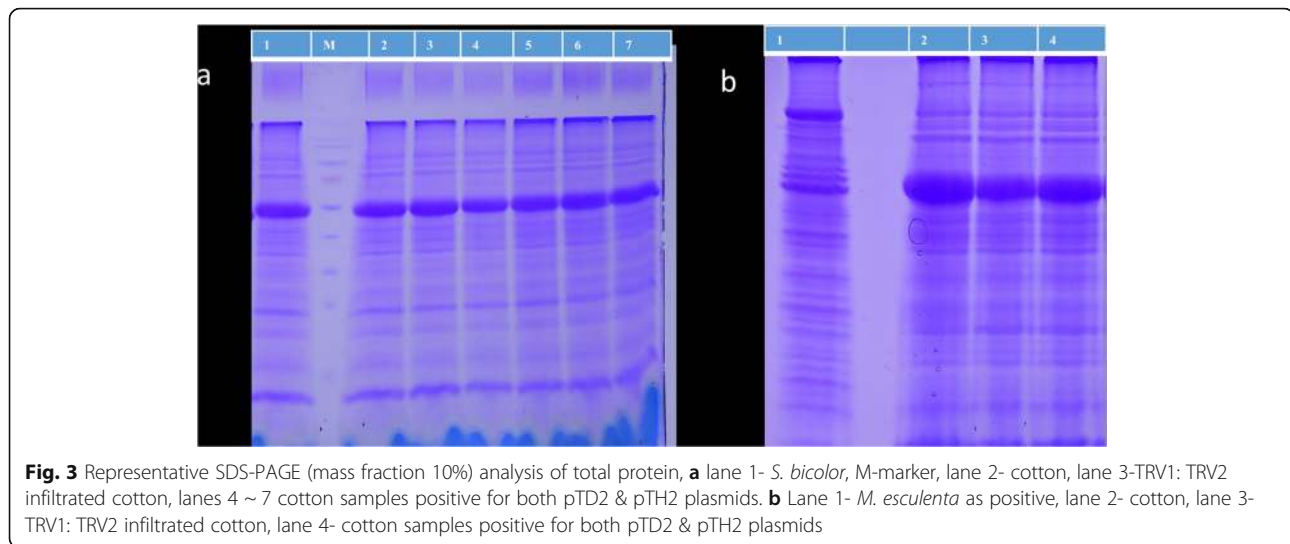 1 M 2 3 4 5 6 7
a
1 2 3 4
b
Fig. 3 Representative SDS-PAGE (mass fraction 10%) analysis of total protein, a lane 1- S. bicolor, M-marker, lane 2- cotton, lane 3-TRV1: TRV2
infiltrated cotton, lanes 4 ~ 7 cotton samples positive for both pTD2 & pTH2 plasmids. b Lane 1- M. esculenta as positive, lane 2- cotton, lane 3-
TRV1: TRV2 infiltrated cotton, lane 4- cotton samples positive for both pTD2 & pTH2 plasmids